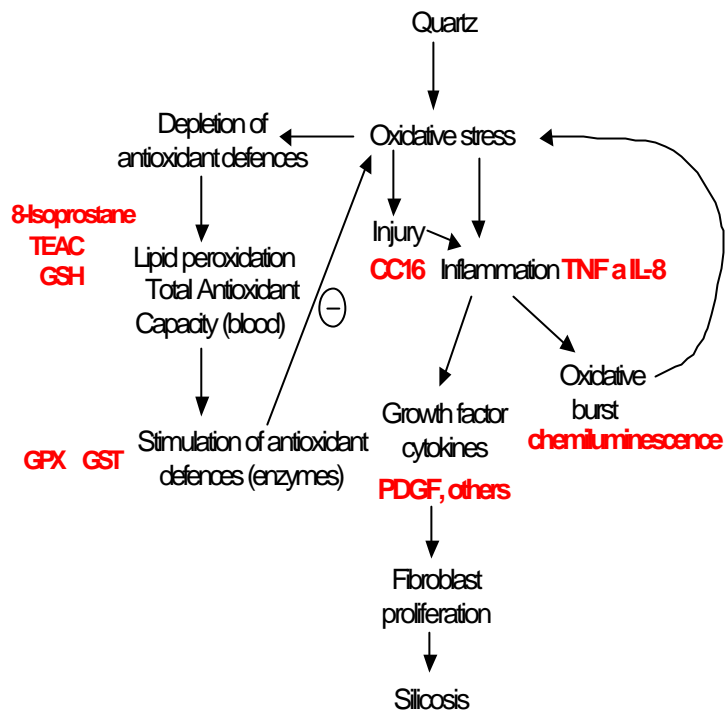 Quartz
Depletion of
antioxidant defences
Oxidative stress
8-Isoprostane
TEAC
GSH
Lipid peroxidation
Total Antioxidant
Capacity (blood)
Injury
CC16
Inflammation TNF a IL-8
−
Oxidative
burst
chemiluminescence
Growth factor
cytokines
PDGF, others
GPX GST
Stimulation of antioxidant
defences (enzymes)
Fibroblast
proliferation
Silicosis